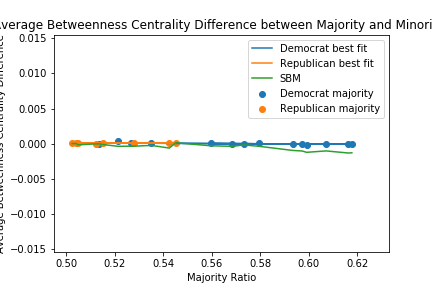 verage Betweenness Centrality Difference between Majority and Minori
Average Betweenness Centrality Difference
0.015
0.010
0.005
0.000
−0.005
−0.010
−0.015
Democrat best fit
Republican best fit
SBM
Democrat majority
Republican majority
0.50 0.52 0.54 0.56 0.58 0.60 0.62
Majority Ratio